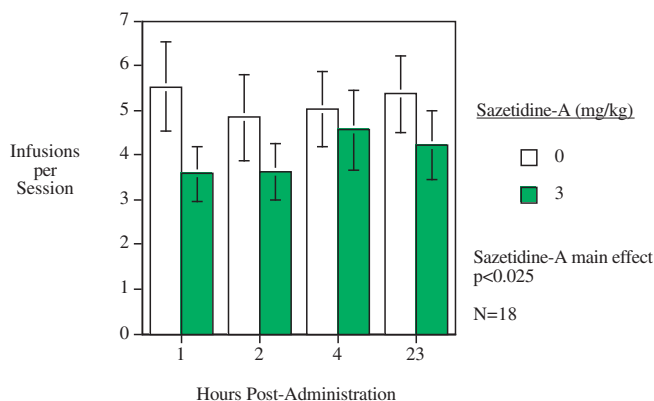 7
6
5
4
3
2
1
0
Infusions
per
Session
1 2 4 23
Hours Post-Administration
Sazetidine-A (mg/kg)
0
3
Sazetidine-A main effect
p<0.025
N=18